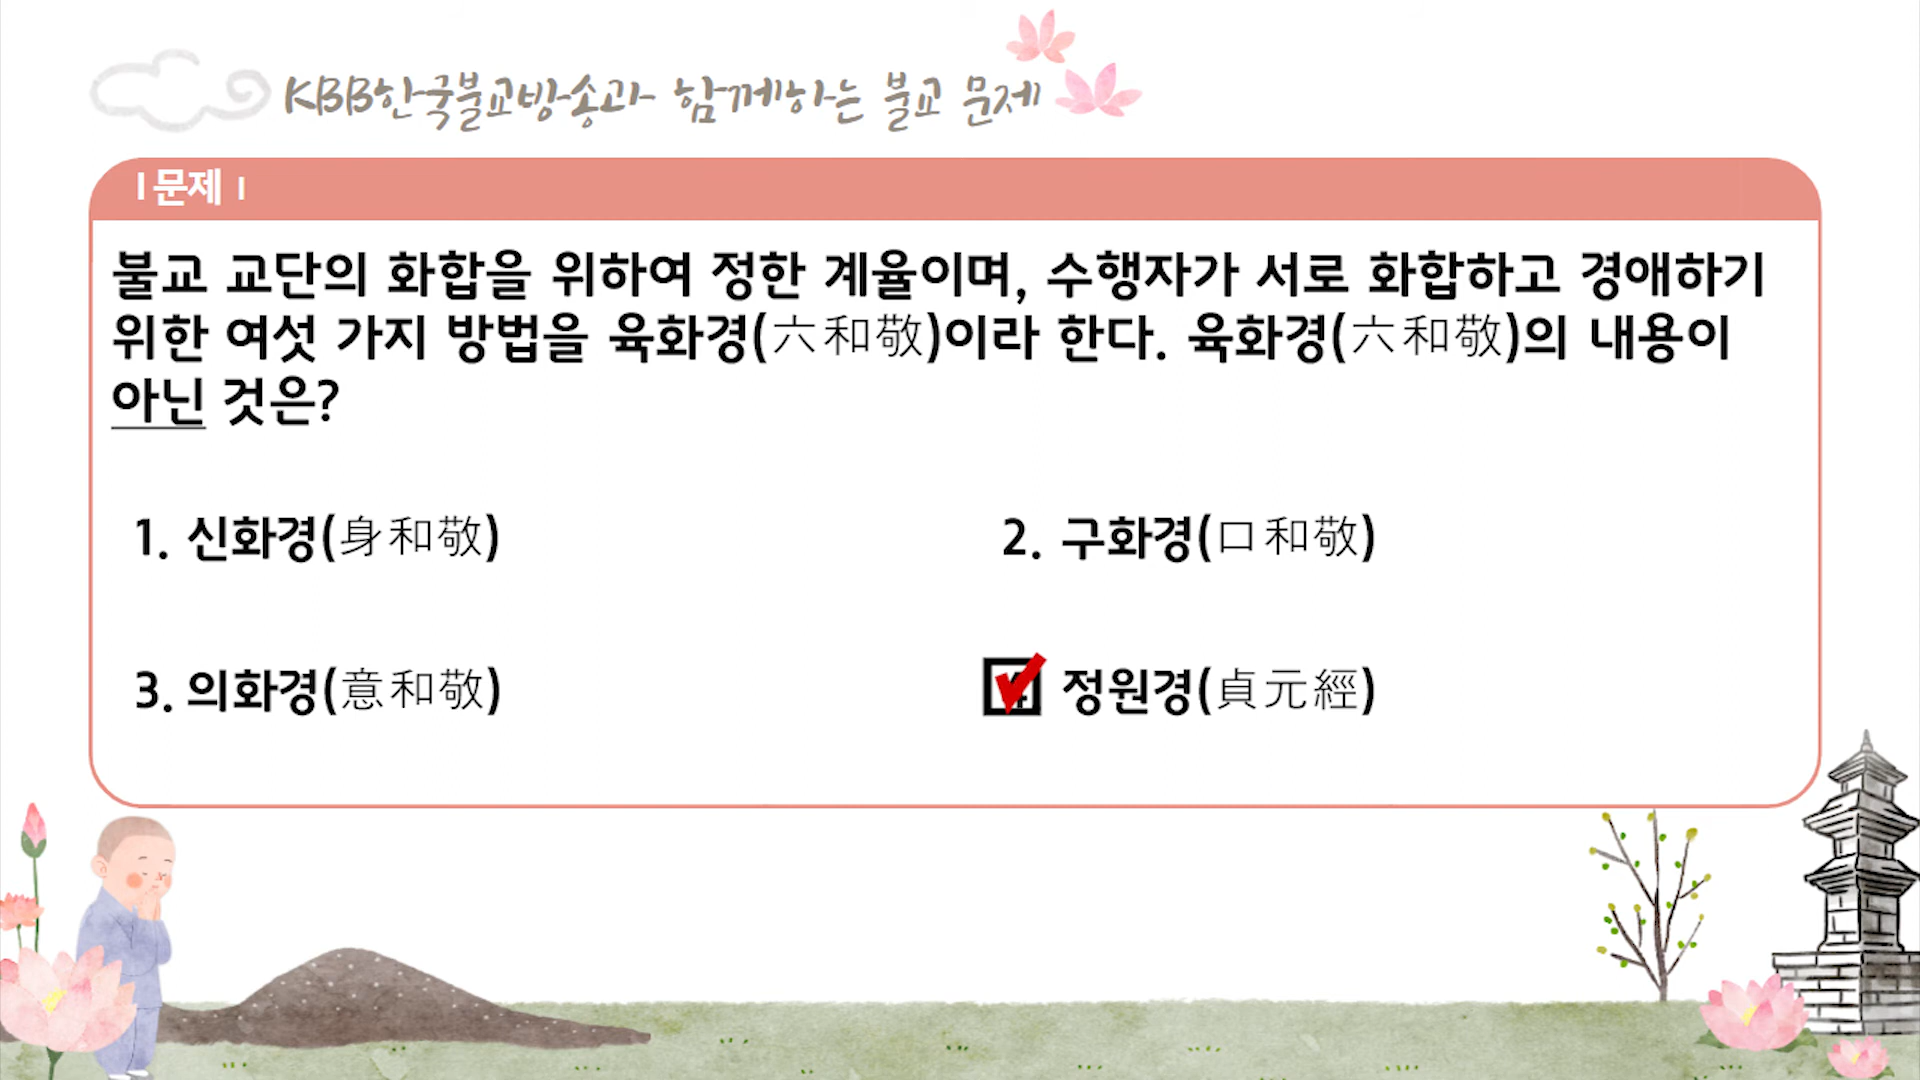 KBB한국불교방송과 함께하는 불교 문제
| 문제 |
불교 교단의 화합을 위하여 정한 계율이며, 수행자가 서로 화합하고 경애하기
위한 여섯 가지 방법을 육화경(六和敬)이라 한다. 육화경(六和敬)의 내용이
아닌 것은?
1. 신화경(身和敬)
2. 구화경(口和敬)
3. 의화경(意和敬)
4 정원경(貞元經)